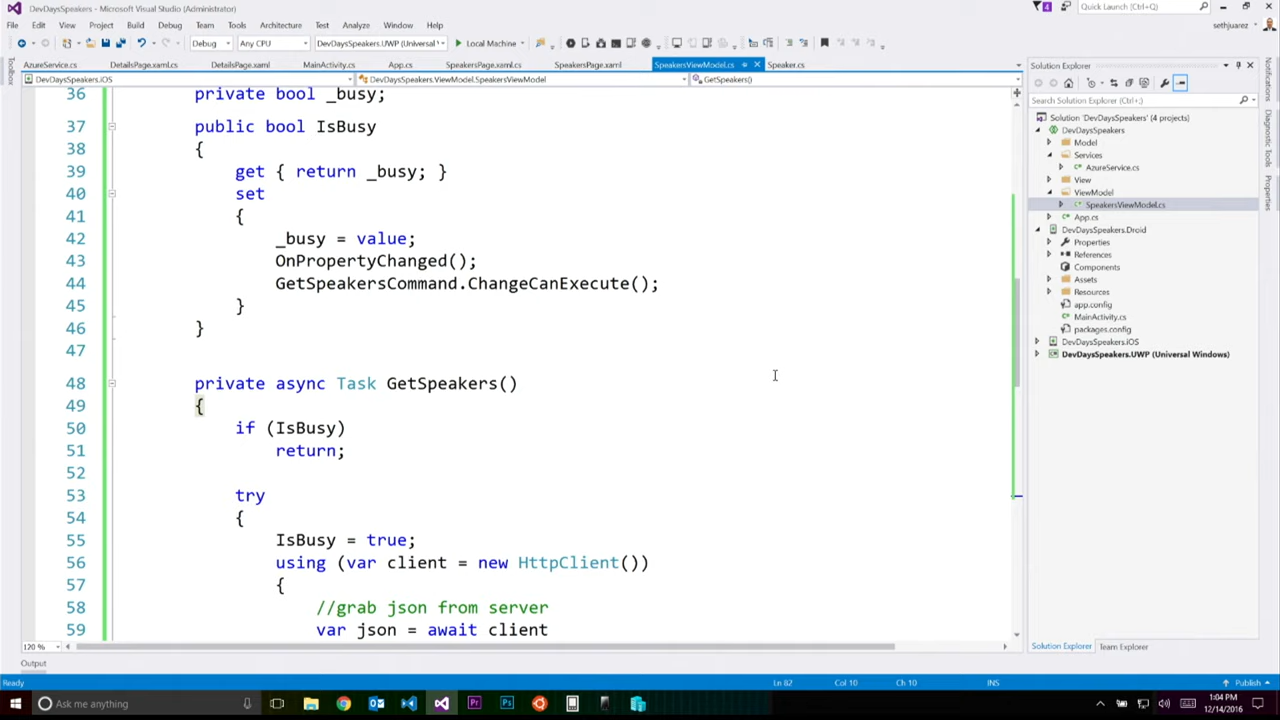 DevDaysSpeakers - Microsoft Visual Studio (Administrator)
4
Quick Launch (Ctrl+;)
File Edit View Project Build Debug Team Tools Architecture Test Analyze Window Help
sethjuarez
Debug Any CPU DevDaysSpeakers.UWP (Universal Local Machine
AzureService.cs DetailsPage.xaml.cs DetailsPage.xaml MainActivity.cs App.cs SpeakersPage.xaml.cs SpeakersPage.xaml SpeakersViewModel.cs Speaker.cs
Toolbox
DevDaysSpeakers.iOS DevDaysSpeakers.ViewModel.SpeakersViewModel GetSpeakers()
36 private bool _busy;
37 public bool IsBusy
38 {
39 get { return _busy; }
40 set
41 {
42 _busy = value;
43 OnPropertyChanged();
44 GetSpeakersCommand.ChangeCanExecute();
45 }
46 }
47
48 private async Task GetSpeakers()
49 {
50 if (IsBusy)
51 return;
52
53 try
54 {
55 IsBusy = true;
56 using (var client = new HttpClient())
57 {
58 //grab json from server
59 var json = await client
120 %
Output
Solution Explorer
Search Solution Explorer (Ctrl+;)
Solution 'DevDaysSpeakers' (4 projects)
DevDaysSpeakers
Model
Services
C# AzureService.cs
View
ViewModel
C# SpeakersViewModel.cs
C# App.cs
DevDaysSpeakers.Droid
Properties
References
Components
Assets
Resources
app.config
C# MainActivity.cs
packages.config
DevDaysSpeakers.iOS
DevDaysSpeakers.UWP (Universal Windows)
Solution Explorer Team Explorer
Notifications
Diagnostic Tools
Properties
Ready Ln 82 Col 10 Ch 10 INS Publish
Ask me anything
Pr Ps
1:04 PM
12/14/2016